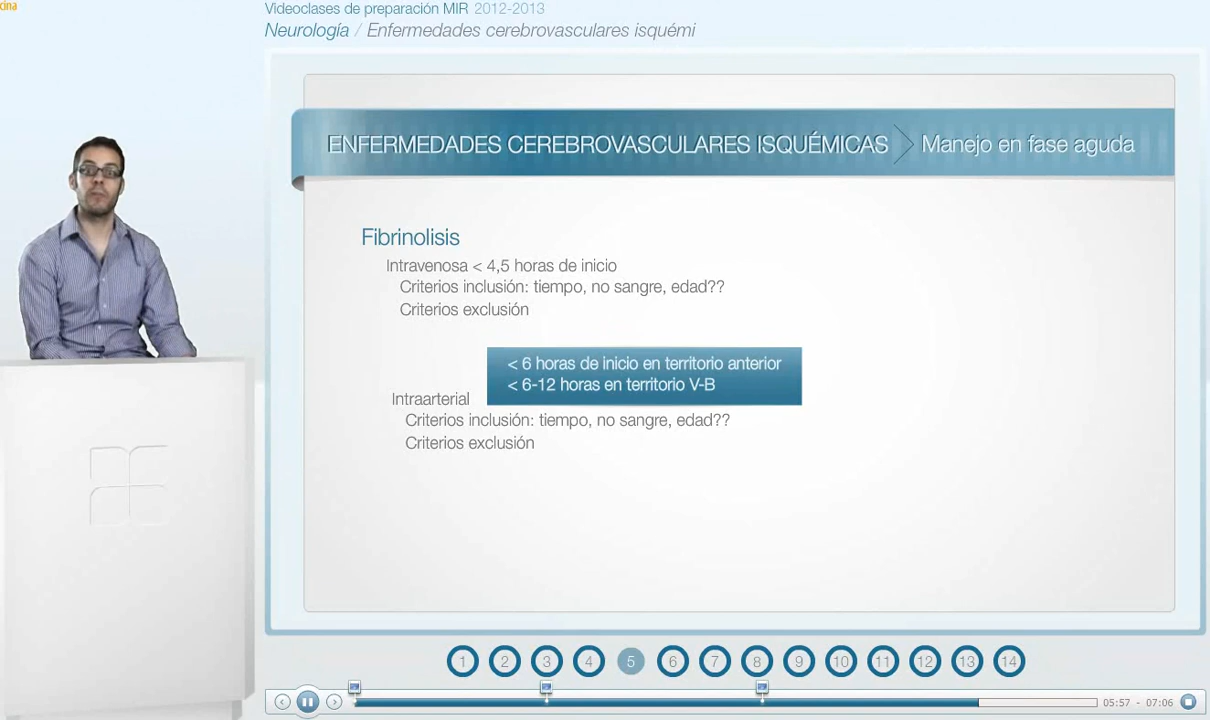 cina
Videoclases de preparación MIR 2012-2013
Neurología / Enfermedades cerebrovasculares isquémi
ENFERMEDADES CEREBROVASCULARES ISQUÉMICAS Manejo en fase aguda
Fibrinolisis
Intravenosa < 4,5 horas de inicio
Criterios inclusión: tiempo, no sangre, edad??
Criterios exclusión
< 6 horas de inicio en territorio anterior
< 6-12 horas en territorio V-B
Intraarterial
Criterios inclusión: tiempo, no sangre, edad??
Criterios exclusión
1 2 3 4 5 6 7 8 9 10 11 12 13 14
05:57 - 07:06